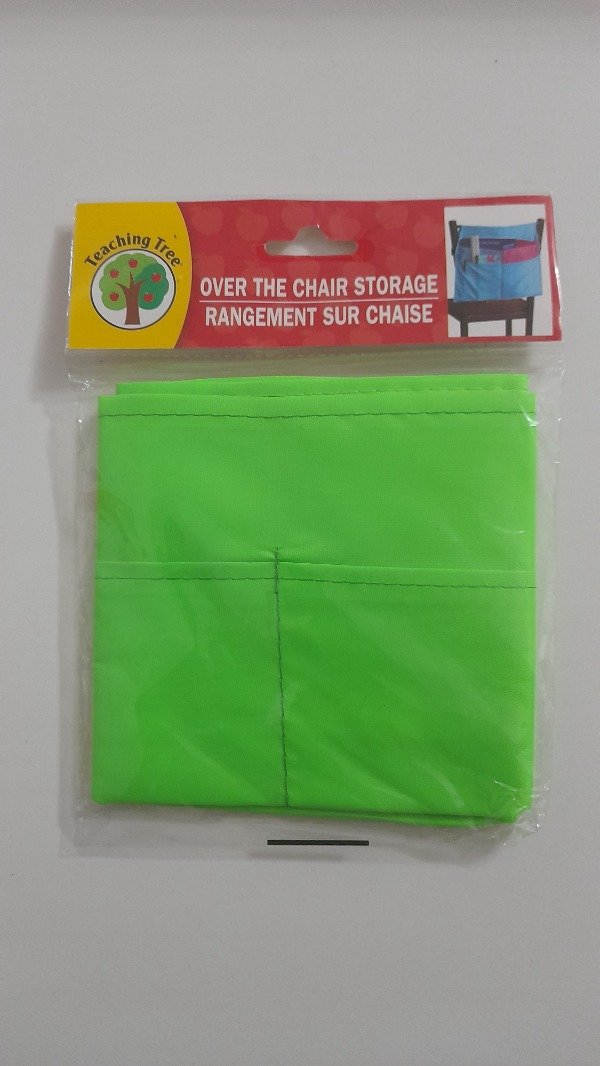 Teaching Tree
OVER THE CHAIR STORAGE
RANGEMENT SUR CHAISE